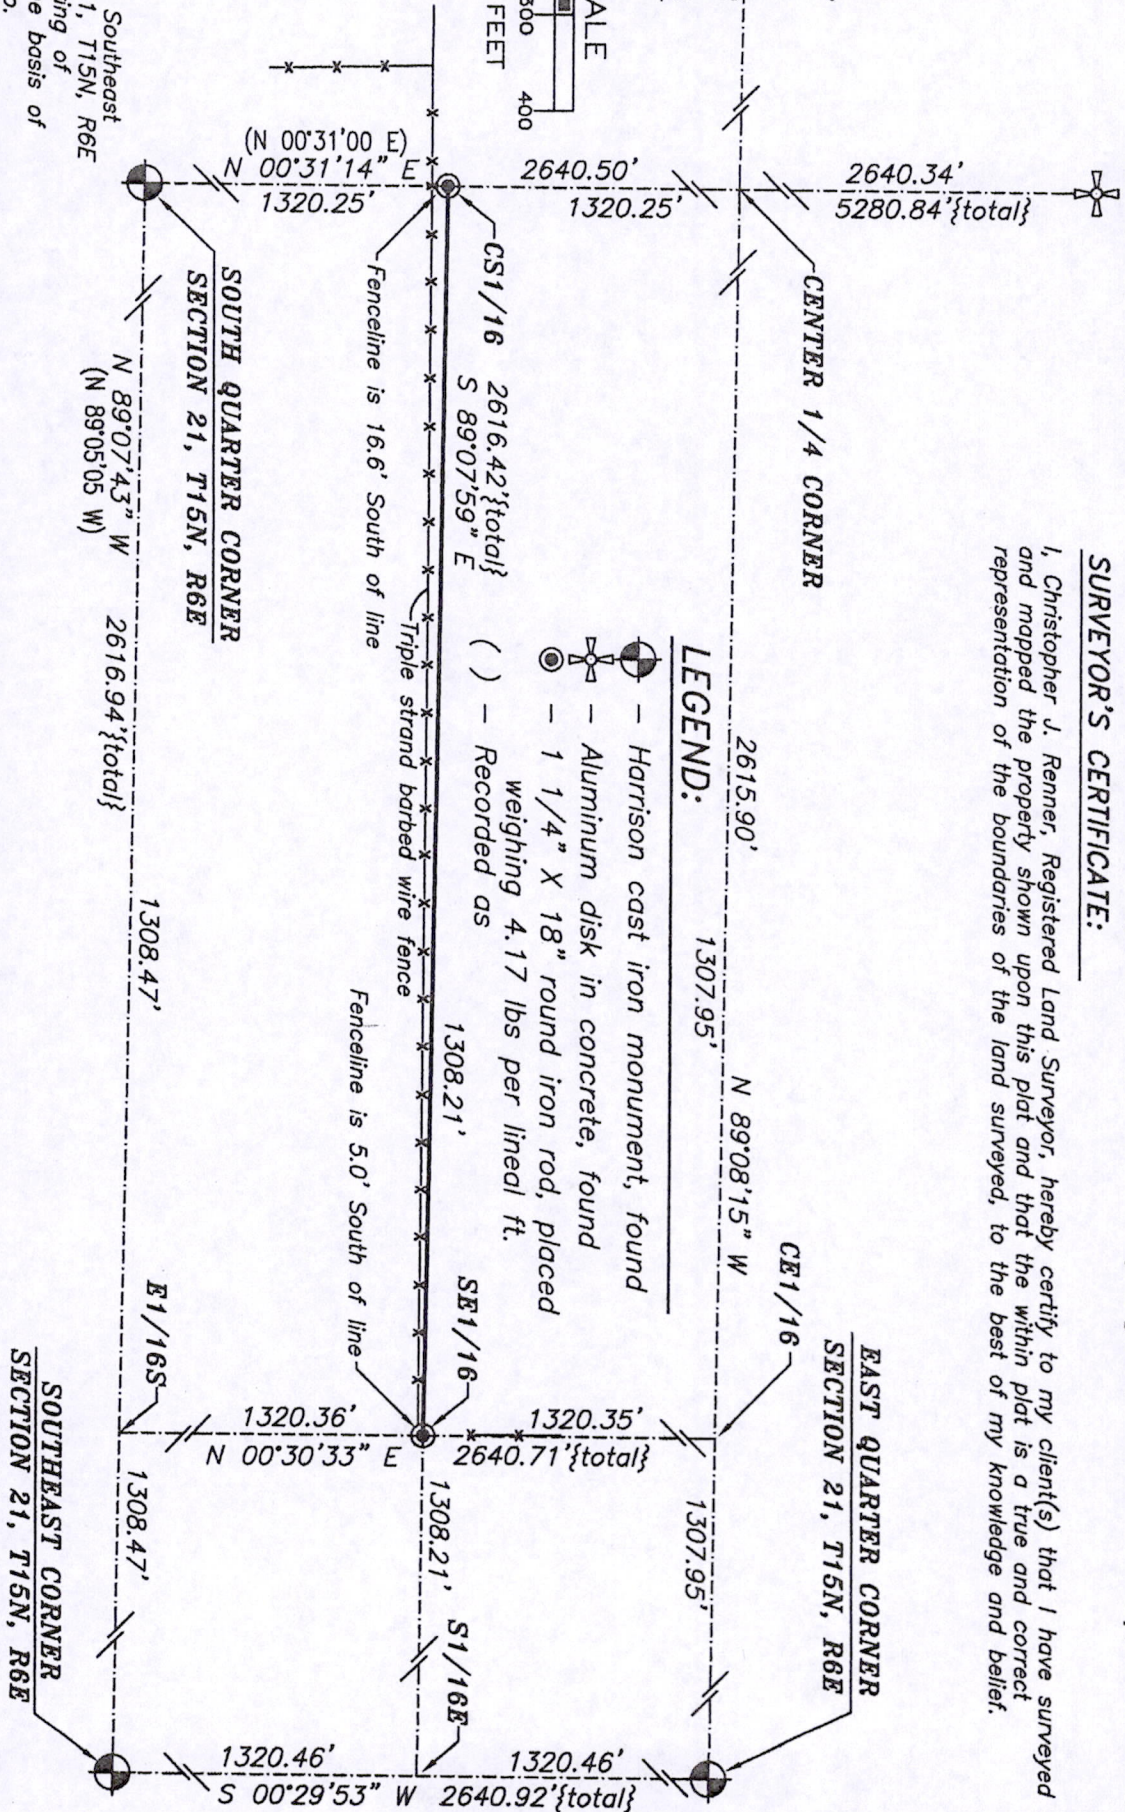 SURVEYOR'S CERTIFICATE:
I, Christopher J. Renner, Registered Land Surveyor, hereby certify to my client(s) that I have surveyed
and mapped the property shown upon this plat and that the within plat is a true and correct
representation of the boundaries of the land surveyed, to the best of my knowledge and belief.
2640.34'
5280.84'{total}
CENTER 1/4 CORNER
EAST QUARTER CORNER
SECTION 21, T15N, R6E
CE1/16
2615.90'
N 89°08'15" W
1307.95'
1307.95'
LEGEND:
- Harrison cast iron monument, found
- Aluminum disk in concrete, found
- 1 1/4" X 18" round iron rod, placed
weighing 4.17 lbs per lineal ft.
( ) - Recorded as
ALE
300
400
FEET
2640.50'
1320.25'
CS1/16
2616.42'{total}
S 89°07'59" E
1308.21'
SE1/16
1320.35'
2640.71'{total}
1308.21'
S1/16E
1320.46'
Triple strand barbed wire fence
Fenceline is 16.6' South of line
Fenceline is 5.0' South of line
(N 00°31'00 E)
N 00°31'14" E
1320.25'
1320.36'
N 00°30'33" E
1320.46'
S 00°29'53" W 2640.92'{total}
SOUTH QUARTER CORNER
SECTION 21, T15N, R6E
1308.47'
E1/16S
1308.47'
N 89°07'43" W 2616.94'{total}
(N 89°05'05 W)
SOUTHEAST CORNER
SECTION 21, T15N, R6E
Southeast
1, T15N, R6E
ing of
e basis of